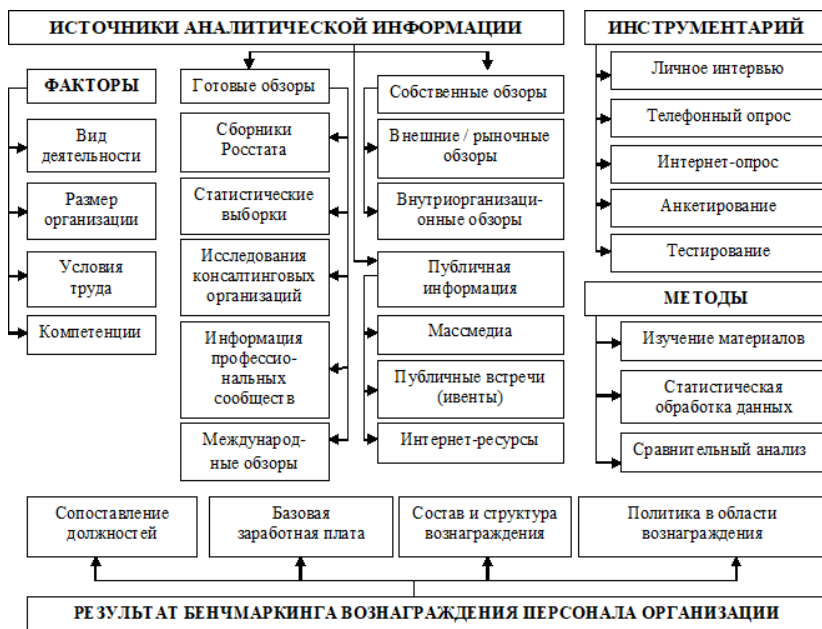 ИСТОЧНИКИ АНАЛИТИЧЕСКОЙ ИНФОРМАЦИИ
ФАКТОРЫ
Вид
деятельности
Размер
организации
Условия
труда
Компетенции
Готовые обзоры
Сборники
Росстата
Статистические
выборки
Исследования
консалтинговых
организаций
Информация
профессио-
нальных
сообществ
Международ-
ные обзоры
Собственные обзоры
Внешние / рыночные
обзоры
Внутриорганизаци-
онные обзоры
Публичная
информация
Массмедиа
Публичные встречи
(ивенты)
Интернет-ресурсы
ИНСТРУМЕНТАРИЙ
Личное интервью
Телефонный опрос
Интернет-опрос
Анкетирование
Тестирование
МЕТОДЫ
Изучение материалов
Статистическая
обработка данных
Сравнительный анализ
Сопоставление
должностей
Базовая
заработная плата
Состав и структура
вознаграждения
Политика в области
вознаграждения
РЕЗУЛЬТАТ БЕНЧМАРКИНГА ВОЗНАГРАЖДЕНИЯ ПЕРСОНАЛА ОРГАНИЗАЦИИ